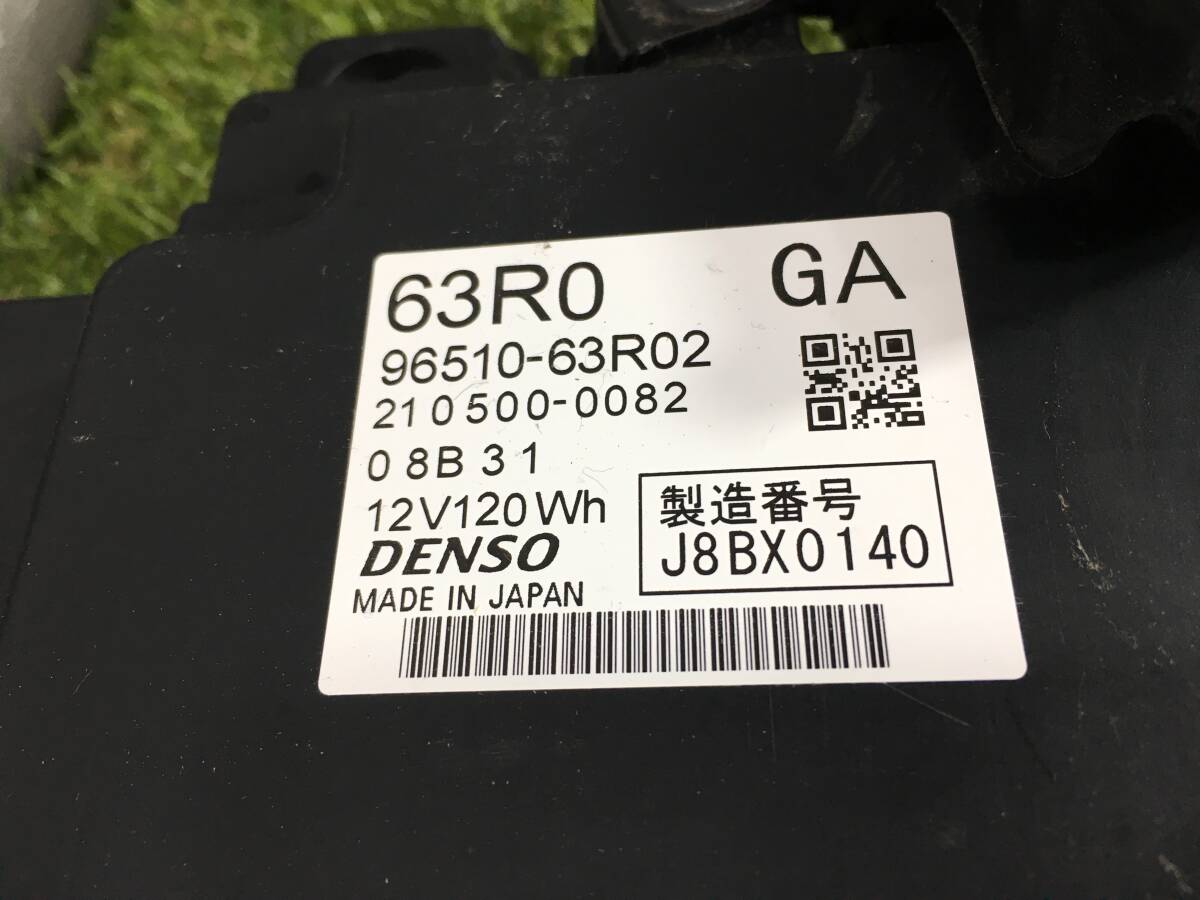 63R0 GA
96510-63R02
210500-0082
08B31
12V120Wh
DENSO
MADE IN JAPAN
製造番号
J8BX0140